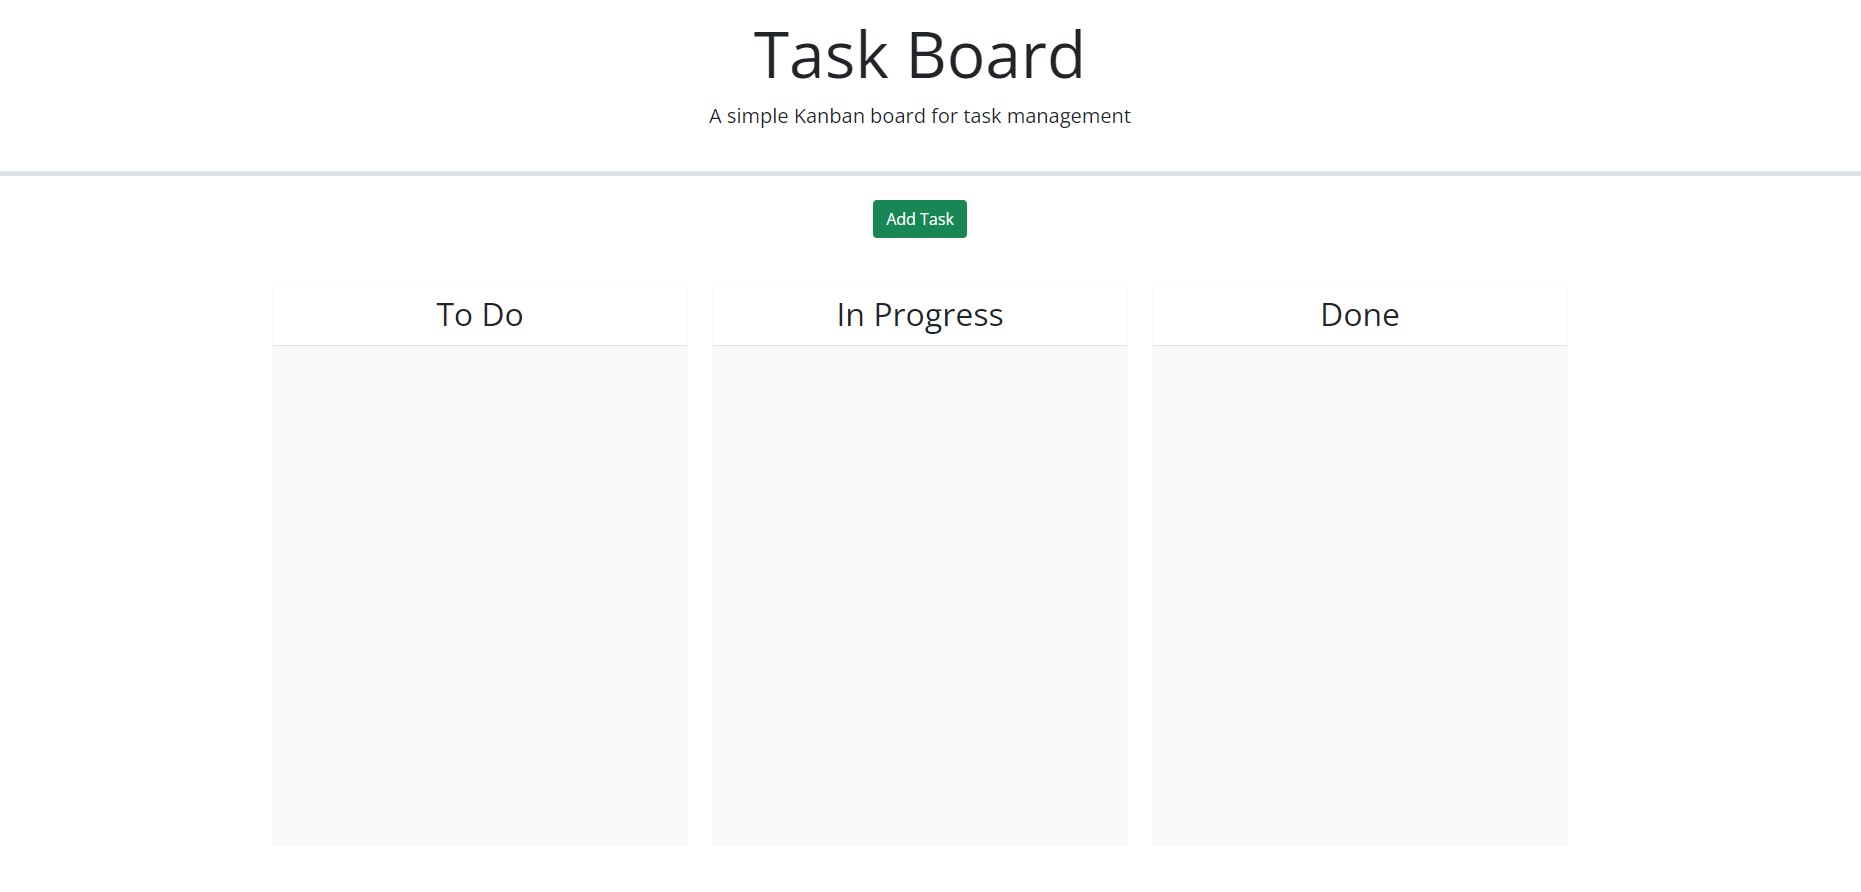 Task Board
A simple Kanban board for task management
Add Task
To Do
In Progress
Done